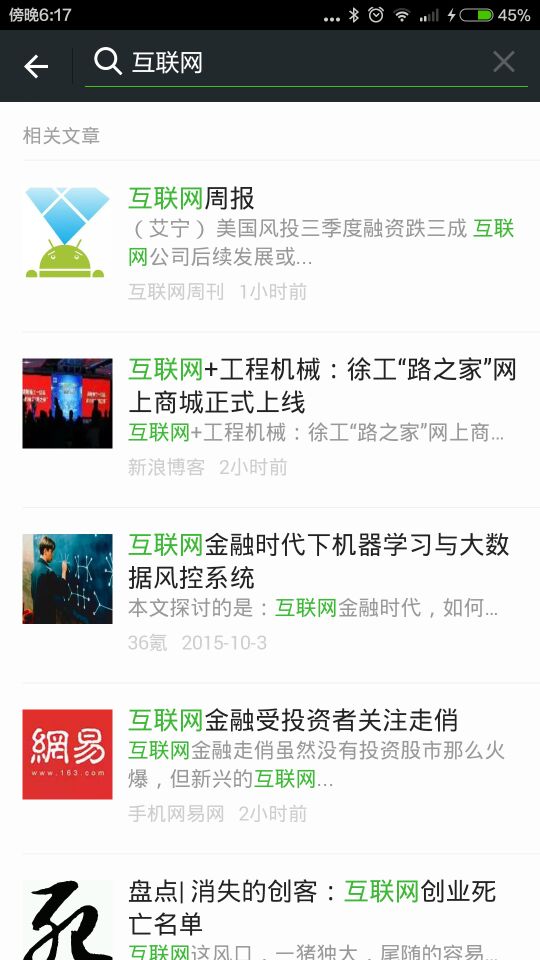 傍晚6:17
45%
互联网
相关文章
互联网周报
（艾宁）美国风投三季度融资跌三成 互联
网公司后续发展或...
互联网周刊 1小时前
互联网+工程机械：徐工“路之家”网
上商城正式上线
互联网+工程机械：徐工“路之家”网上商...
新浪博客 2小时前
互联网金融时代下机器学习与大数
据风控系统
本文探讨的是：互联网金融时代，如何...
36氪 2015-10-3
網易
www.163.com
互联网金融受投资者关注走俏
互联网金融走俏虽然没有投资股市那么火
爆，但新兴的互联网...
手机网易网 2小时前
死
盘点| 消失的创客：互联网创业死
亡名单
互联网这风口，一猪独大，尾随的容易...